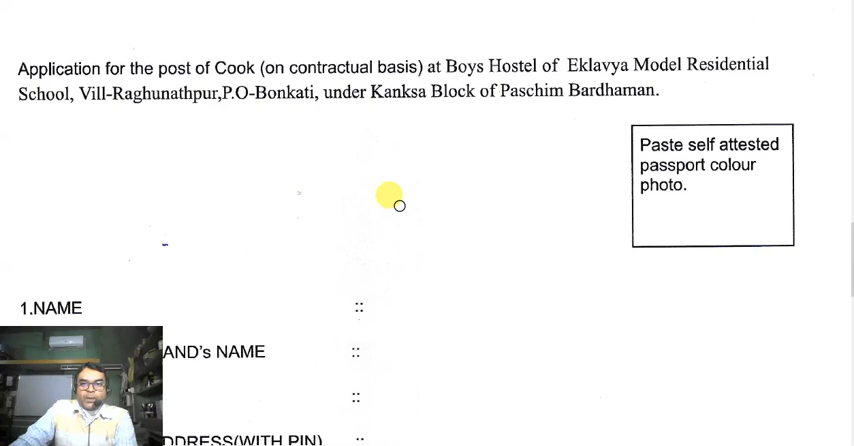 Application for the post of Cook (on contractual basis) at Boys Hostel of Eklavya Model Residential
School, Vill-Raghunathpur,P.O-Bonkati, under Kanksa Block of Paschim Bardhaman.
Paste self attested
passport colour
photo.
1.NAME ::
AND's NAME ::
::
DDRESS(WITH PIN) ::